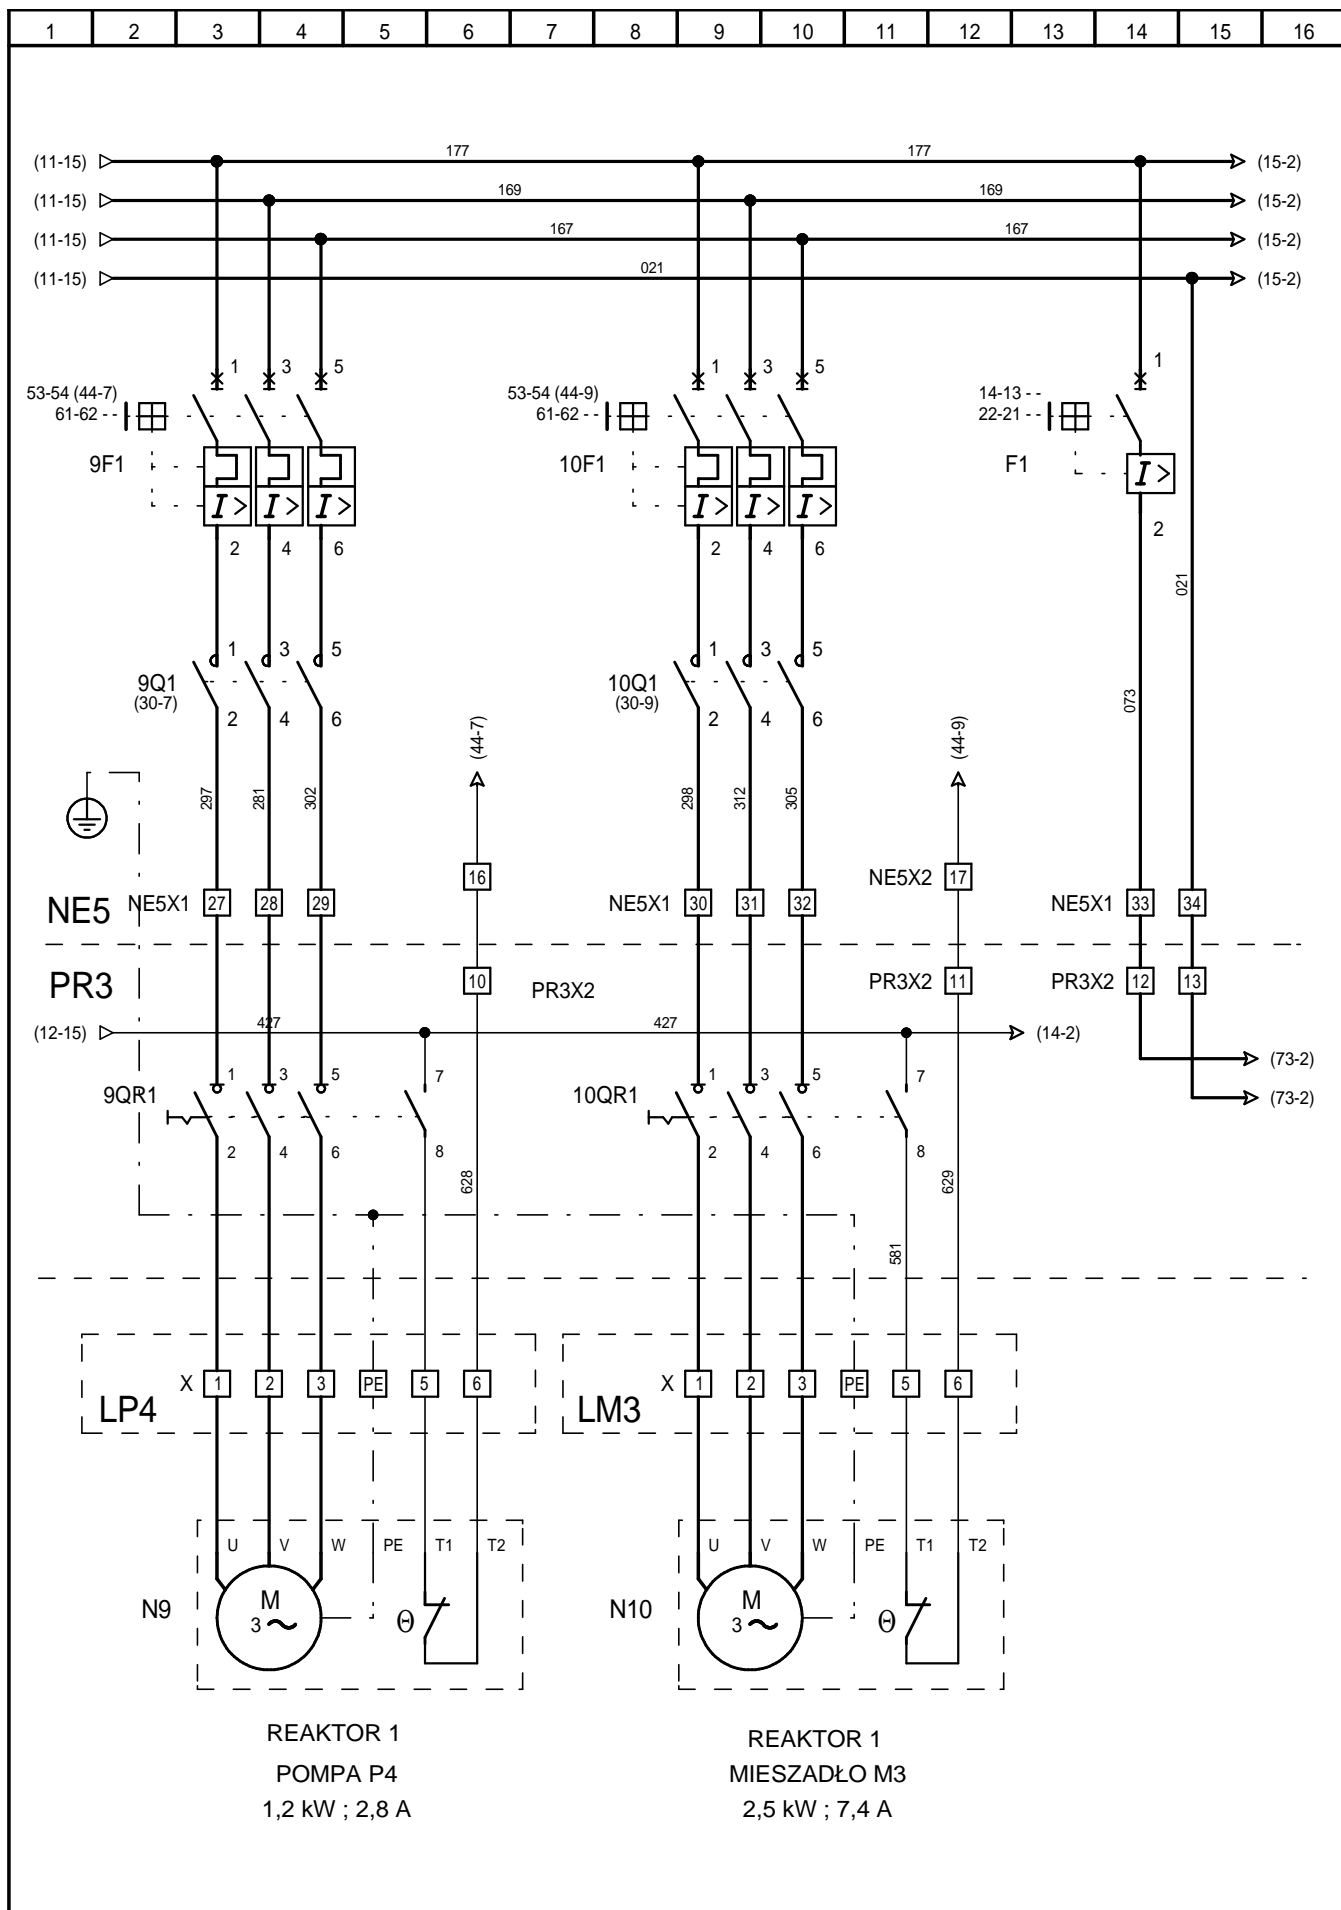 1 2 3 4 5 6 7 8 9 10 11 12 13 14 15 16
(11-15) 177 177 (15-2)
(11-15) 169 169 (15-2)
(11-15) 167 167 (15-2)
(11-15) 021 (15-2)
1 3 5 1 3 5 1
53-54 (44-7) 53-54 (44-9) 14-13
61-62 61-62 22-21
9F1 10F1 F1
I > I > I > I > I > I > I >
2 4 6 2 4 6 2
021
1 3 5 1 3 5
9Q1 10Q1
(30-7) (30-9)
2 4 6 2 4 6
073
(44-7) (44-9)
297 281 302 298 312 305
16 NE5X2 17
NE5 NE5X1 27 28 29 NE5X1 30 31 32 NE5X1 33 34
PR3 10 PR3X2 PR3X2 11 PR3X2 12 13
(12-15) 427 427 (14-2)
(73-2)
1 3 5 7 1 3 5 7
9QR1 10QR1
(73-2)
2 4 6 8 2 4 6 8
628 629
581
X 1 2 3 PE 5 6 X 1 2 3 PE 5 6
LP4 LM3
U V W PE T1 T2 U V W PE T1 T2
N9 M 3 ~ Θ N10 M 3 ~ Θ
REAKTOR 1
POMPA P4
1,2 kW ; 2,8 A
REAKTOR 1
MIESZADŁO M3
2,5 kW ; 7,4 A